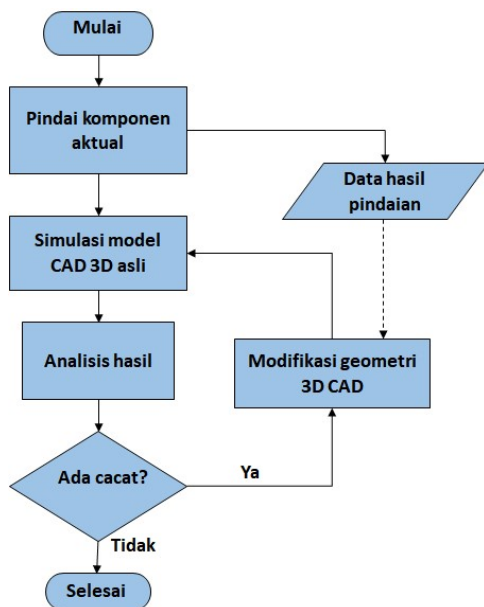 Mulai
Pindai komponen
aktual
Data hasil
pindaian
Simulasi model
CAD 3D asli
Analisis hasil
Modifikasi geometri
3D CAD
Ada cacat?
Ya
Tidak
Selesai